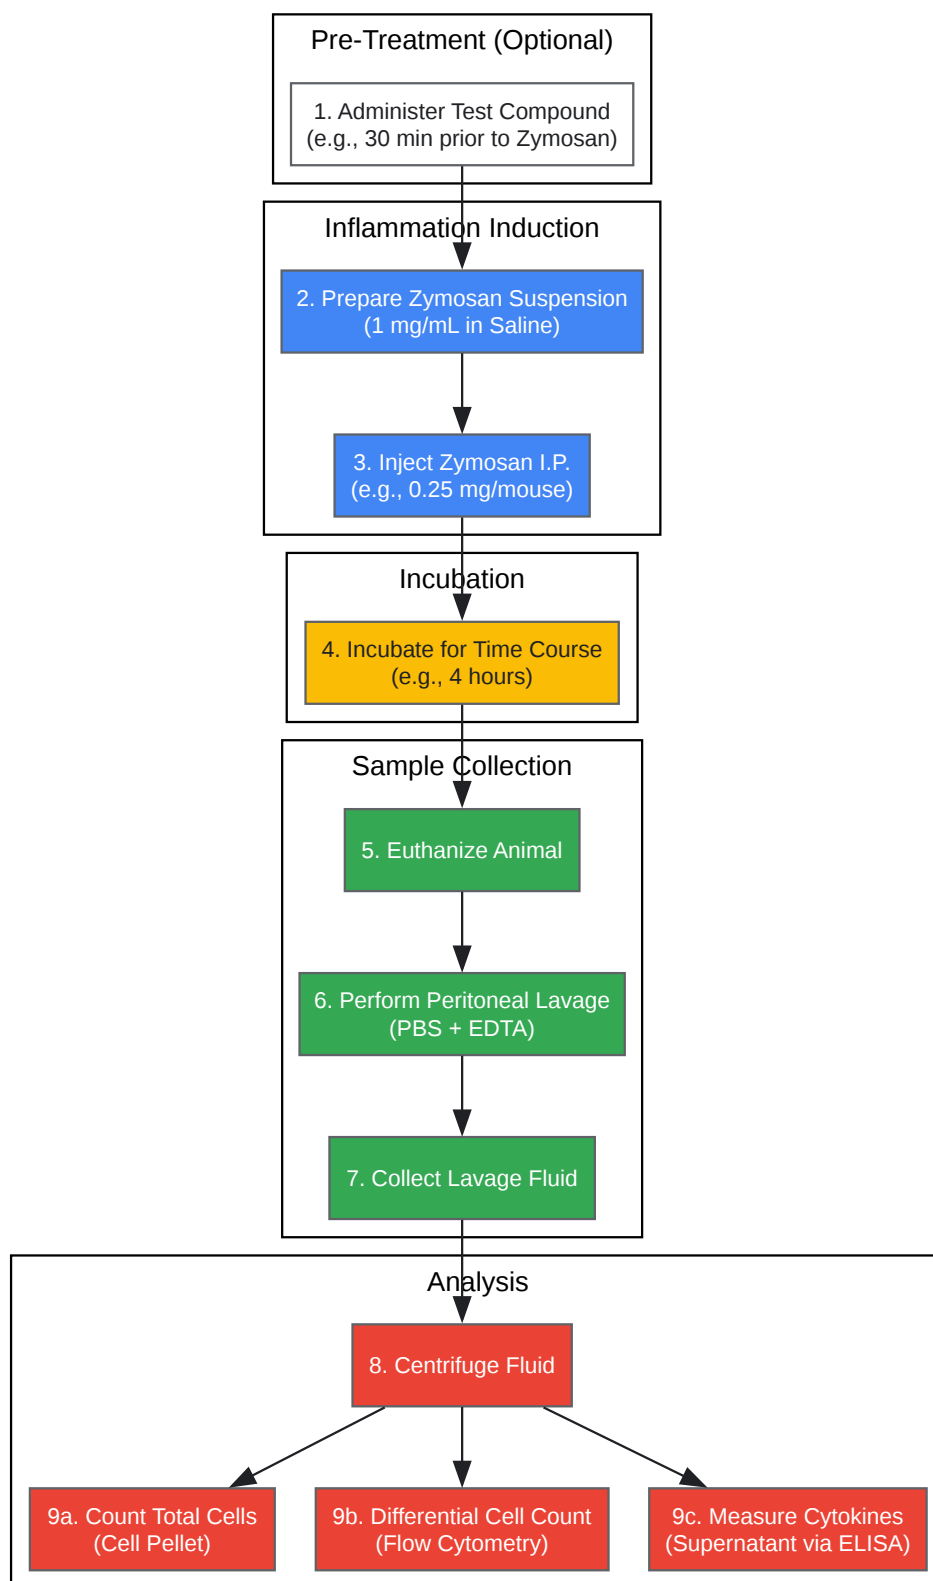 Pre-Treatment (Optional)
1. Administer Test Compound
(e.g., 30 min prior to Zymosan)
Inflammation Induction
2. Prepare Zymosan Suspension
(1 mg/mL in Saline)
3. Inject Zymosan I.P.
(e.g., 0.25 mg/mouse)
Incubation
4. Incubate for Time Course
(e.g., 4 hours)
Sample Collection
5. Euthanize Animal
6. Perform Peritoneal Lavage
(PBS + EDTA)
7. Collect Lavage Fluid
Analysis
8. Centrifuge Fluid
9a. Count Total Cells
(Cell Pellet)
9b. Differential Cell Count
(Flow Cytometry)
9c. Measure Cytokines
(Supernatant via ELISA)